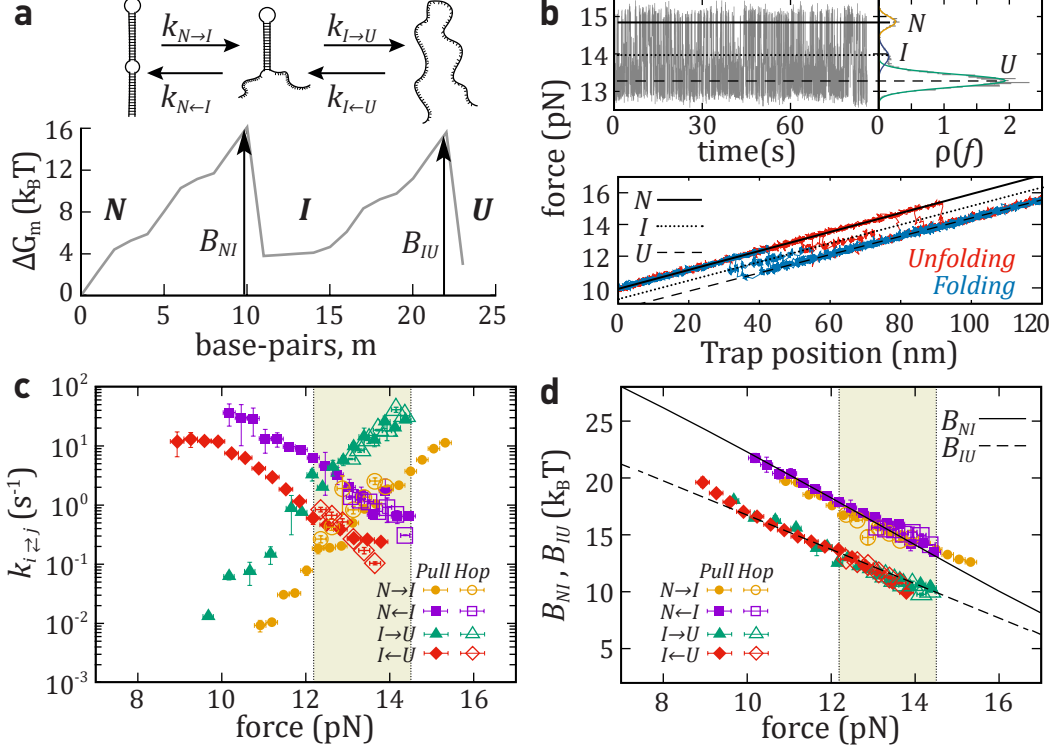 a
k_{N→I}
k_{I→U}
k_{N←I}
k_{I←U}
ΔG_m (k_BT)
16
12
8
4
0
N
I
U
B_{NI}
B_{IU}
0 5 10 15 20 25
base-pairs, m
b
force (pN)
15
14
13
N
I
U
0 30 60
time(s)
0 1 2
ρ(f)
16
14
12
10
N
I
U
Unfolding
Folding
0 20 40 60 80 100 120
Trap position (nm)
c
k_{i⇄j} (s^{-1})
10^2
10^1
10^0
10^{-1}
10^{-2}
10^{-3}
Pull Hop
N→I
N←I
I→U
I←U
8 10 12 14 16
force (pN)
d
B_{NI} , B_{IU} (k_BT)
25
20
15
10
5
B_{NI}
B_{IU}
Pull Hop
N→I
N←I
I→U
I←U
8 10 12 14 16
force (pN)